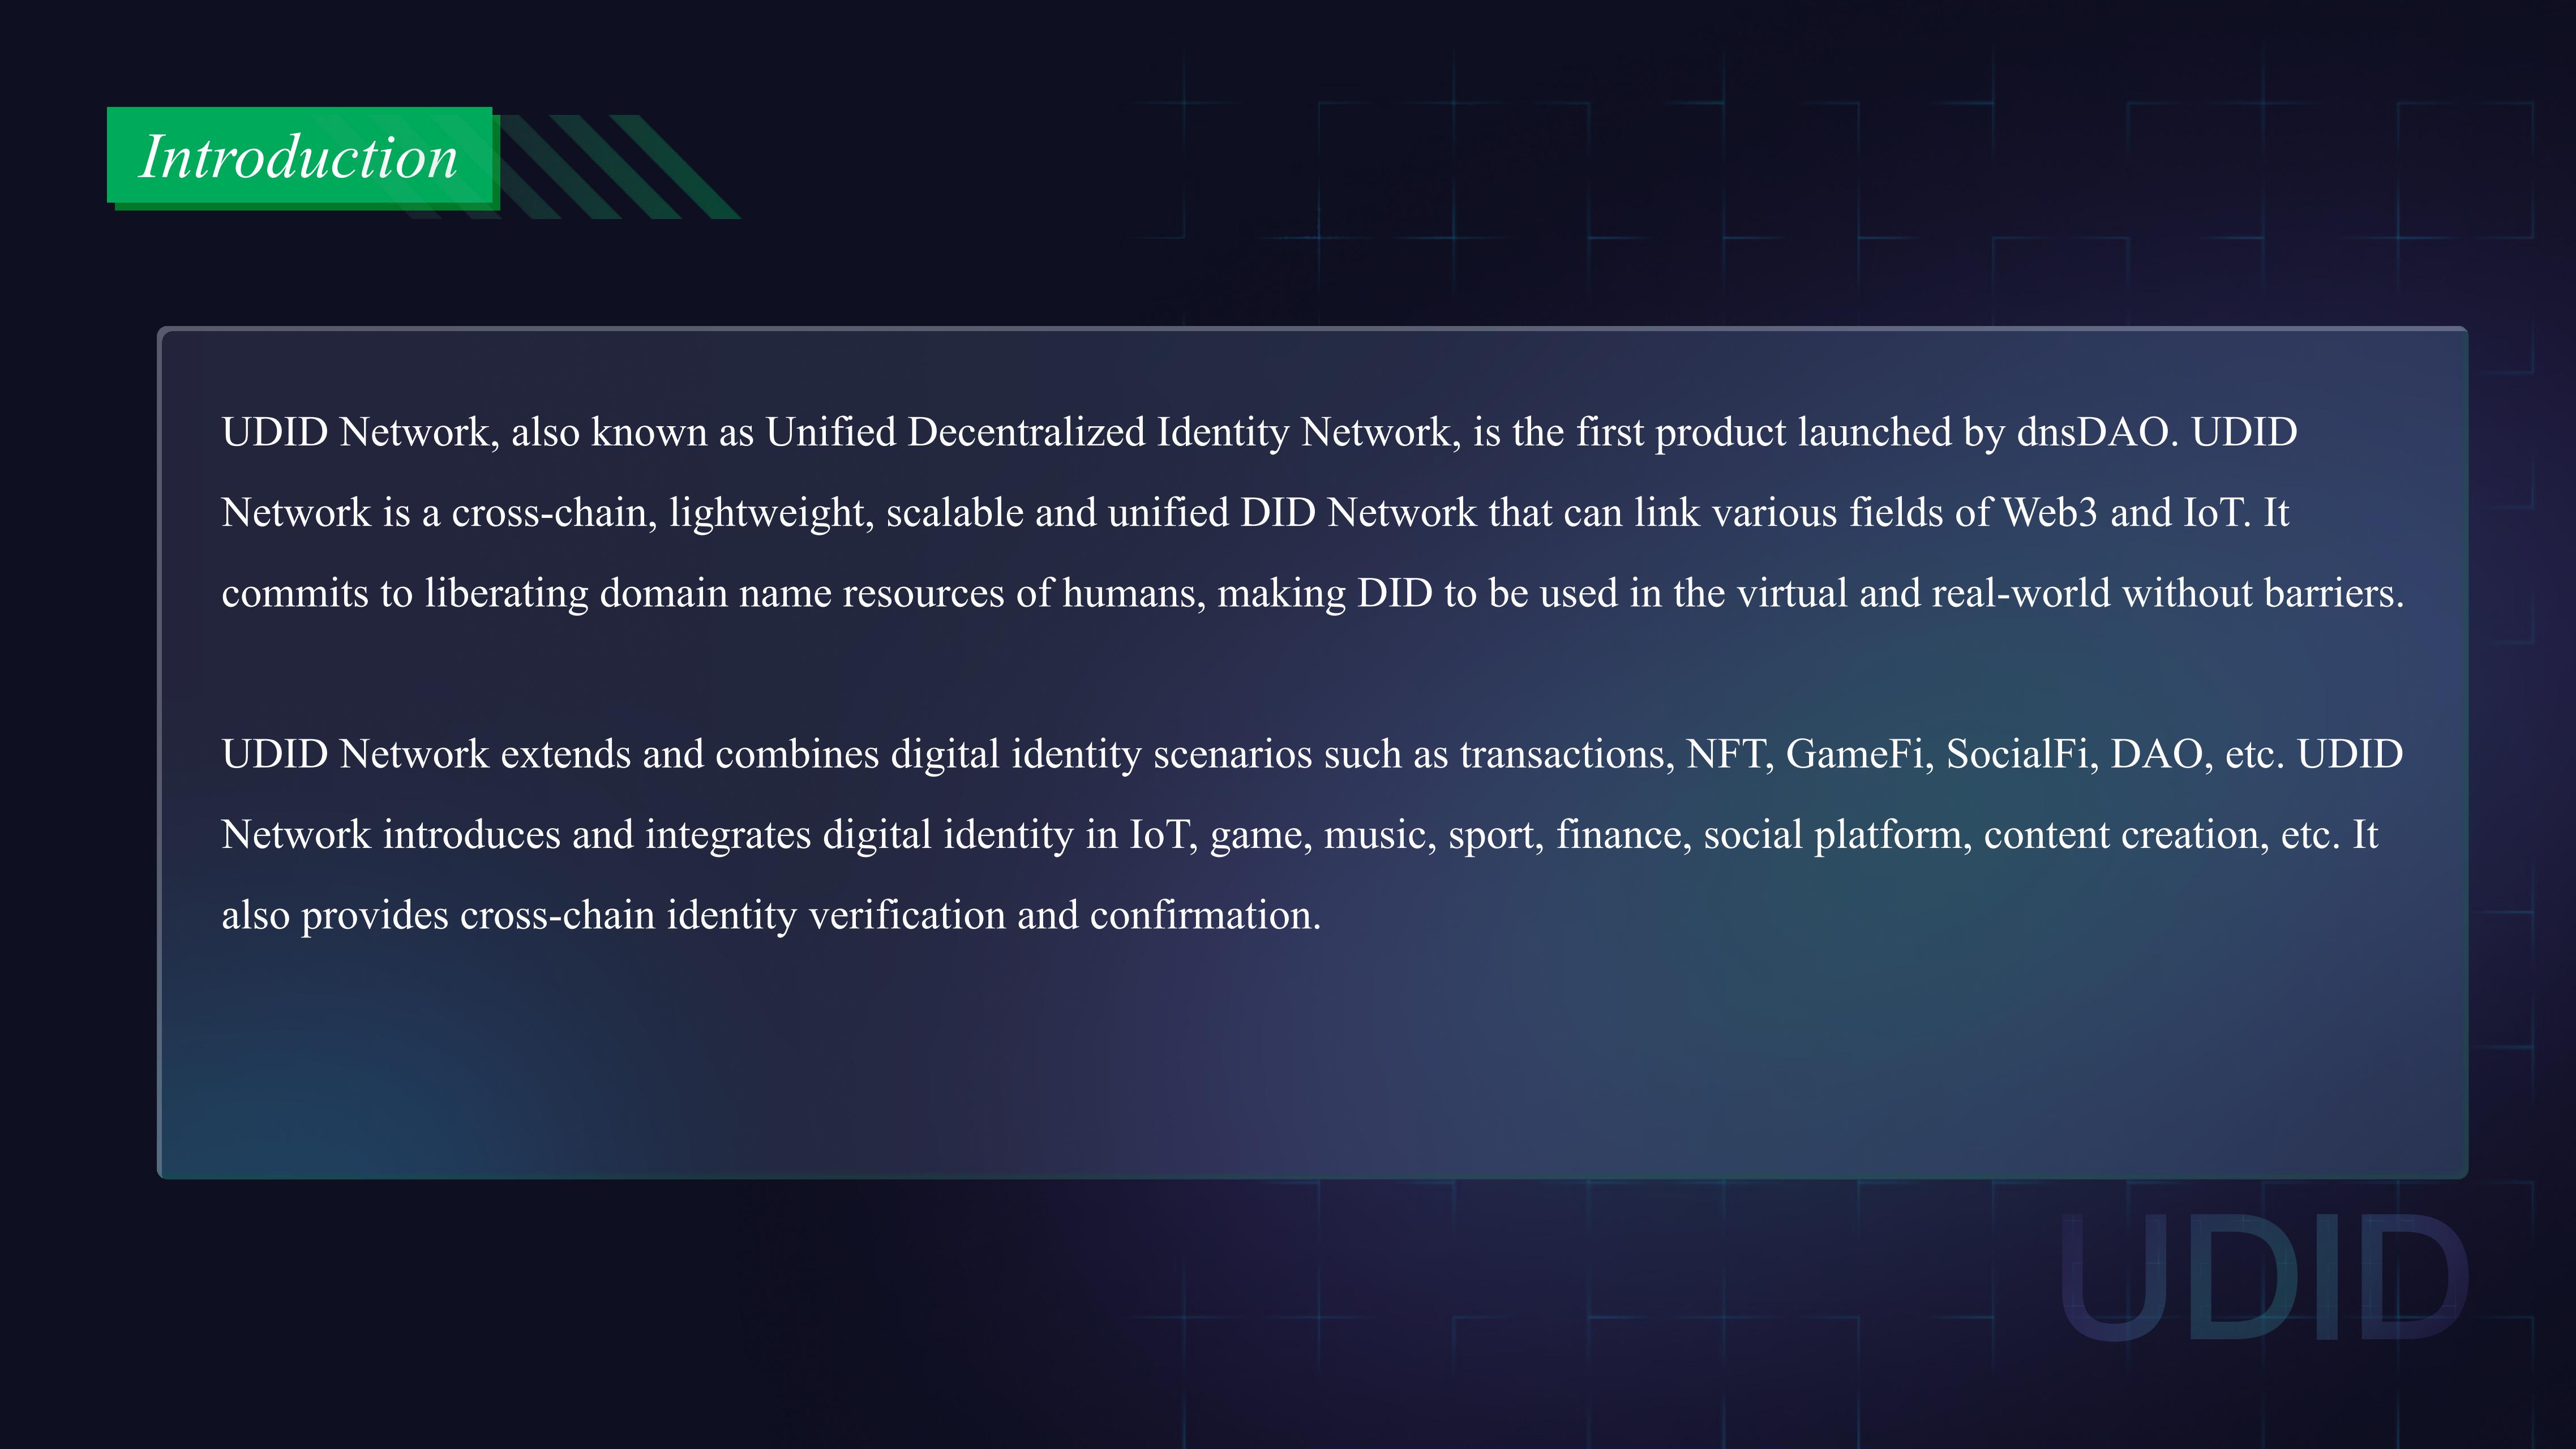 Introduction
UDID Network, also known as Unified Decentralized Identity Network, is the first product launched by dnsDAO. UDID
Network is a cross-chain, lightweight, scalable and unified DID Network that can link various fields of Web3 and IoT. It
commits to liberating domain name resources of humans, making DID to be used in the virtual and real-world without barriers.
UDID Network extends and combines digital identity scenarios such as transactions, NFT, GameFi, SocialFi, DAO, etc. UDID
Network introduces and integrates digital identity in IoT, game, music, sport, finance, social platform, content creation, etc. It
also provides cross-chain identity verification and confirmation.
UDID